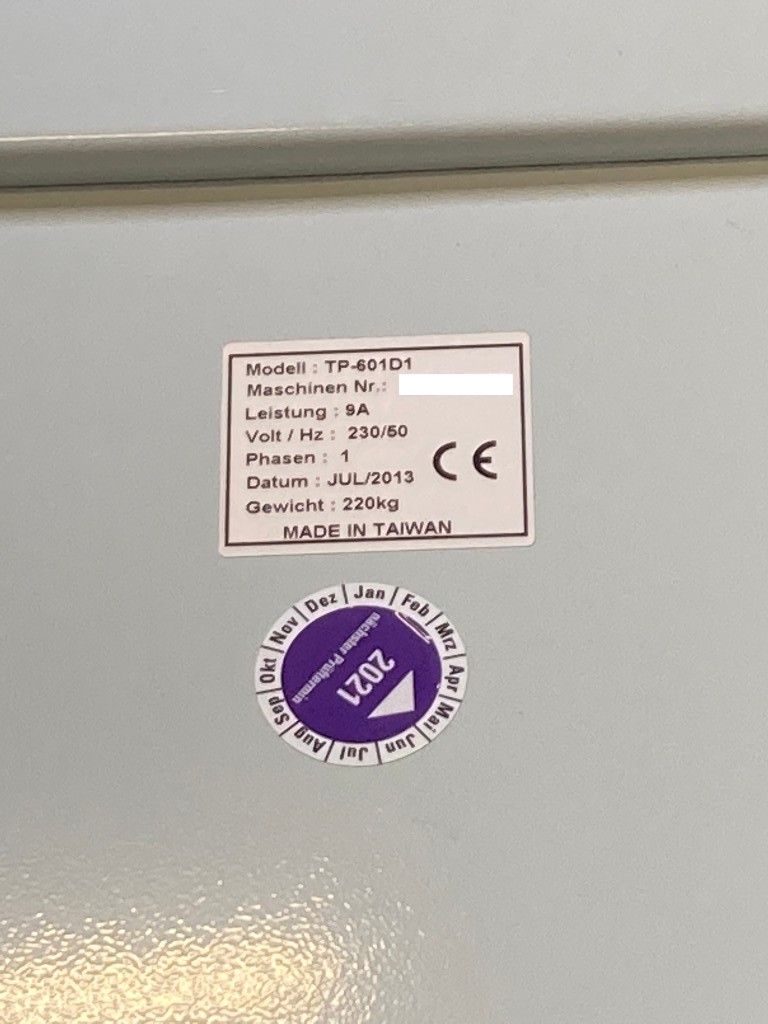 Modell : TP-601D1
Maschinen Nr.:
Leistung : 9A
Volt / Hz : 230/50
Phasen : 1
Datum : JUL/2013
Gewicht : 220kg
CE
MADE IN TAIWAN
Jan
Feb
Mrz
Apr
Mai
Jun
Jul
Aug
Sep
Okt
Nov
Dez
nächster Prüftermin
2021